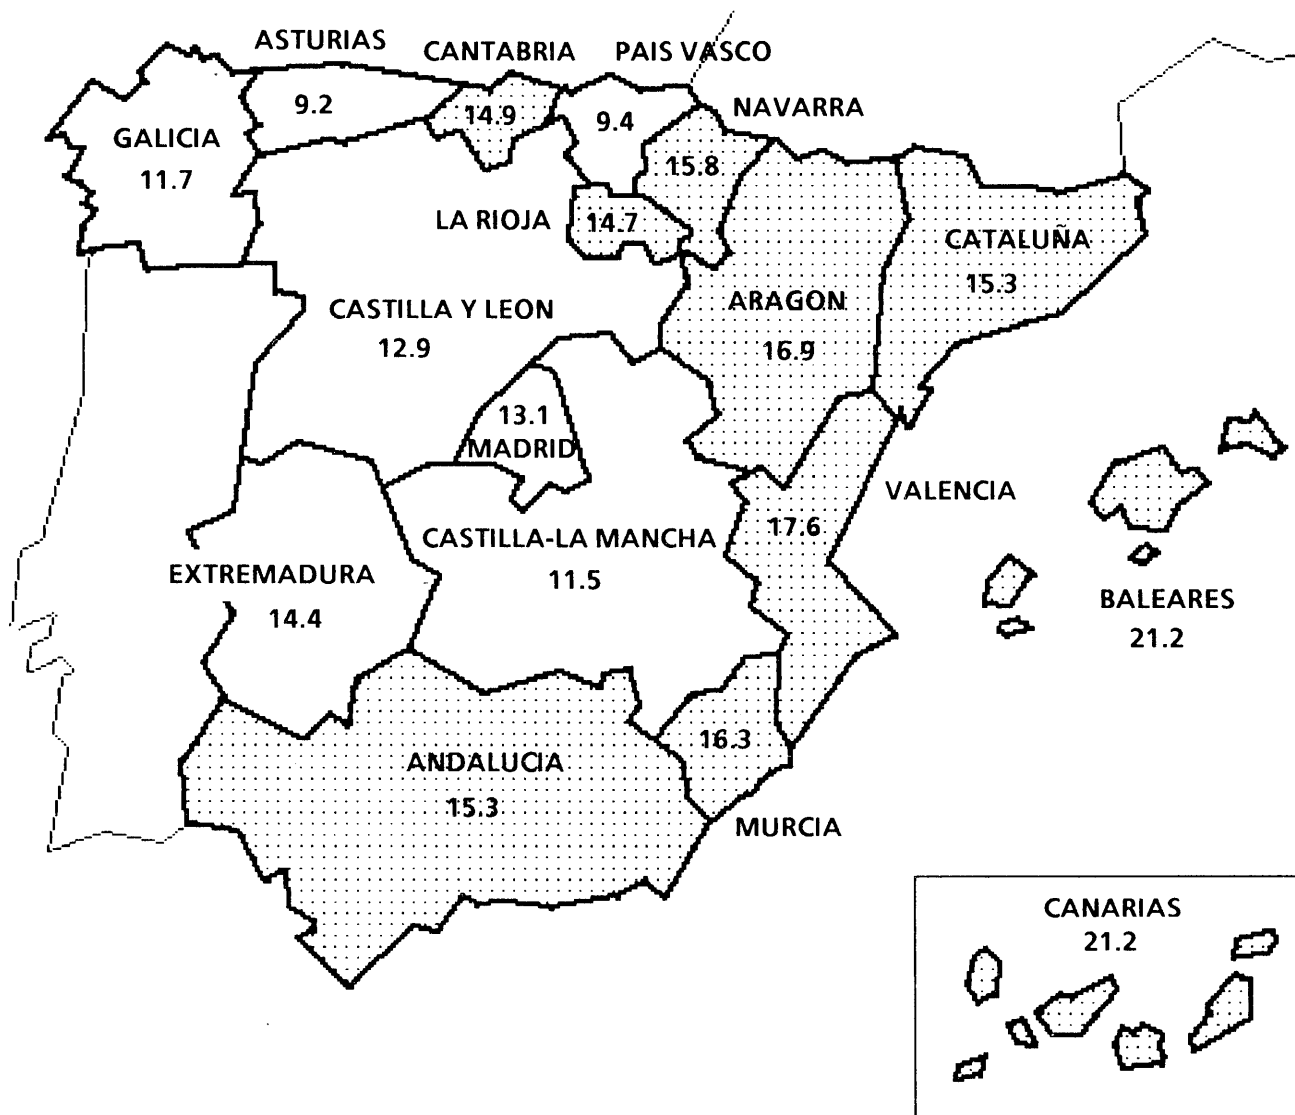 ASTURIAS
9.2
CANTABRIA
14.9
PAIS VASCO
9.4
NAVARRA
15.8
GALICIA
11.7
LA RIOJA
14.7
CATALUÑA
15.3
ARAGON
16.9
CASTILLA Y LEON
12.9
13.1
MADRID
VALENCIA
17.6
CASTILLA-LA MANCHA
11.5
EXTREMADURA
14.4
BALEARES
21.2
ANDALUCIA
15.3
16.3
MURCIA
CANARIAS
21.2